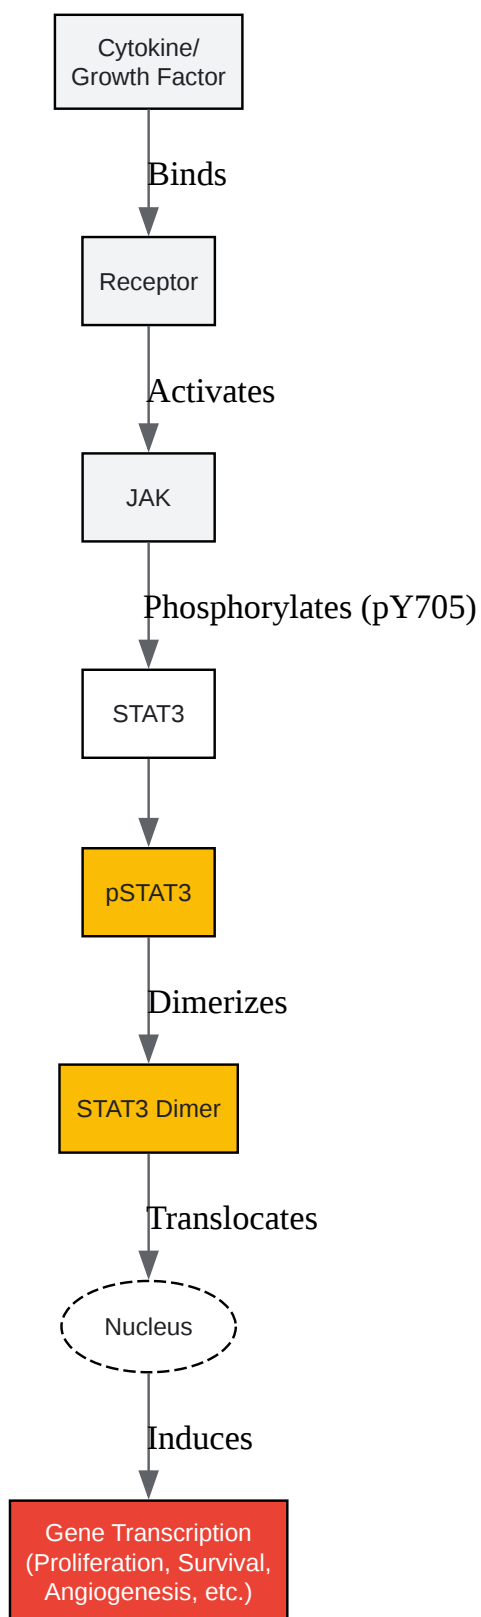 Cytokine/
Growth Factor
Binds
Receptor
Activates
JAK
Phosphorylates (pY705)
STAT3
pSTAT3
Dimerizes
STAT3 Dimer
Translocates
Nucleus
Induces
Gene Transcription
(Proliferation, Survival,
Angiogenesis, etc.)